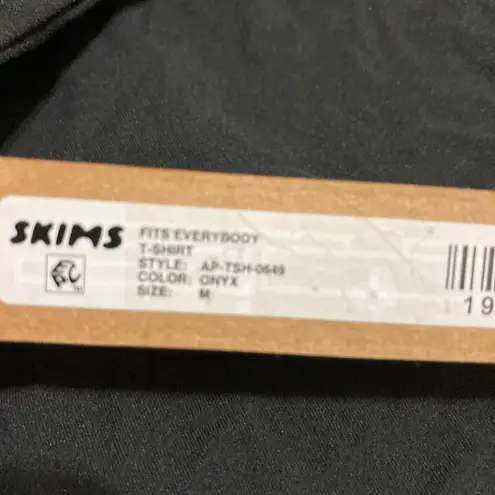 SKIMS
FITS EVERYBODY
T-SHIRT
STYLE: AP-TSH-0649
COLOR: ONYX
SIZE: M
19